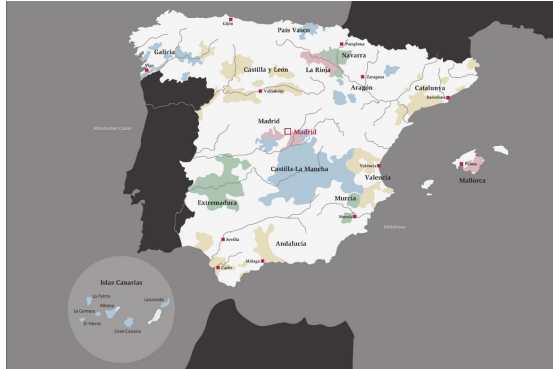 Gijón
País Vasco
Galicia
Pamplona
Vigo
Navarra
Castilla y León
La Rioja
Zaragoza
Aragón
Catalunya
Valladolid
Barcelona
Atlantischer Ozean
Madrid
Madrid
Castilla-La Mancha
Valencia
Palma
Valencia
Mallorca
Extremadura
Murcia
Murcia
Mittelmeer
Sevilla
Andalucía
Málaga
Cádiz
Islas Canarias
La Palma
Lanzarote
La Gomera
El Hierro
Gran Canaria